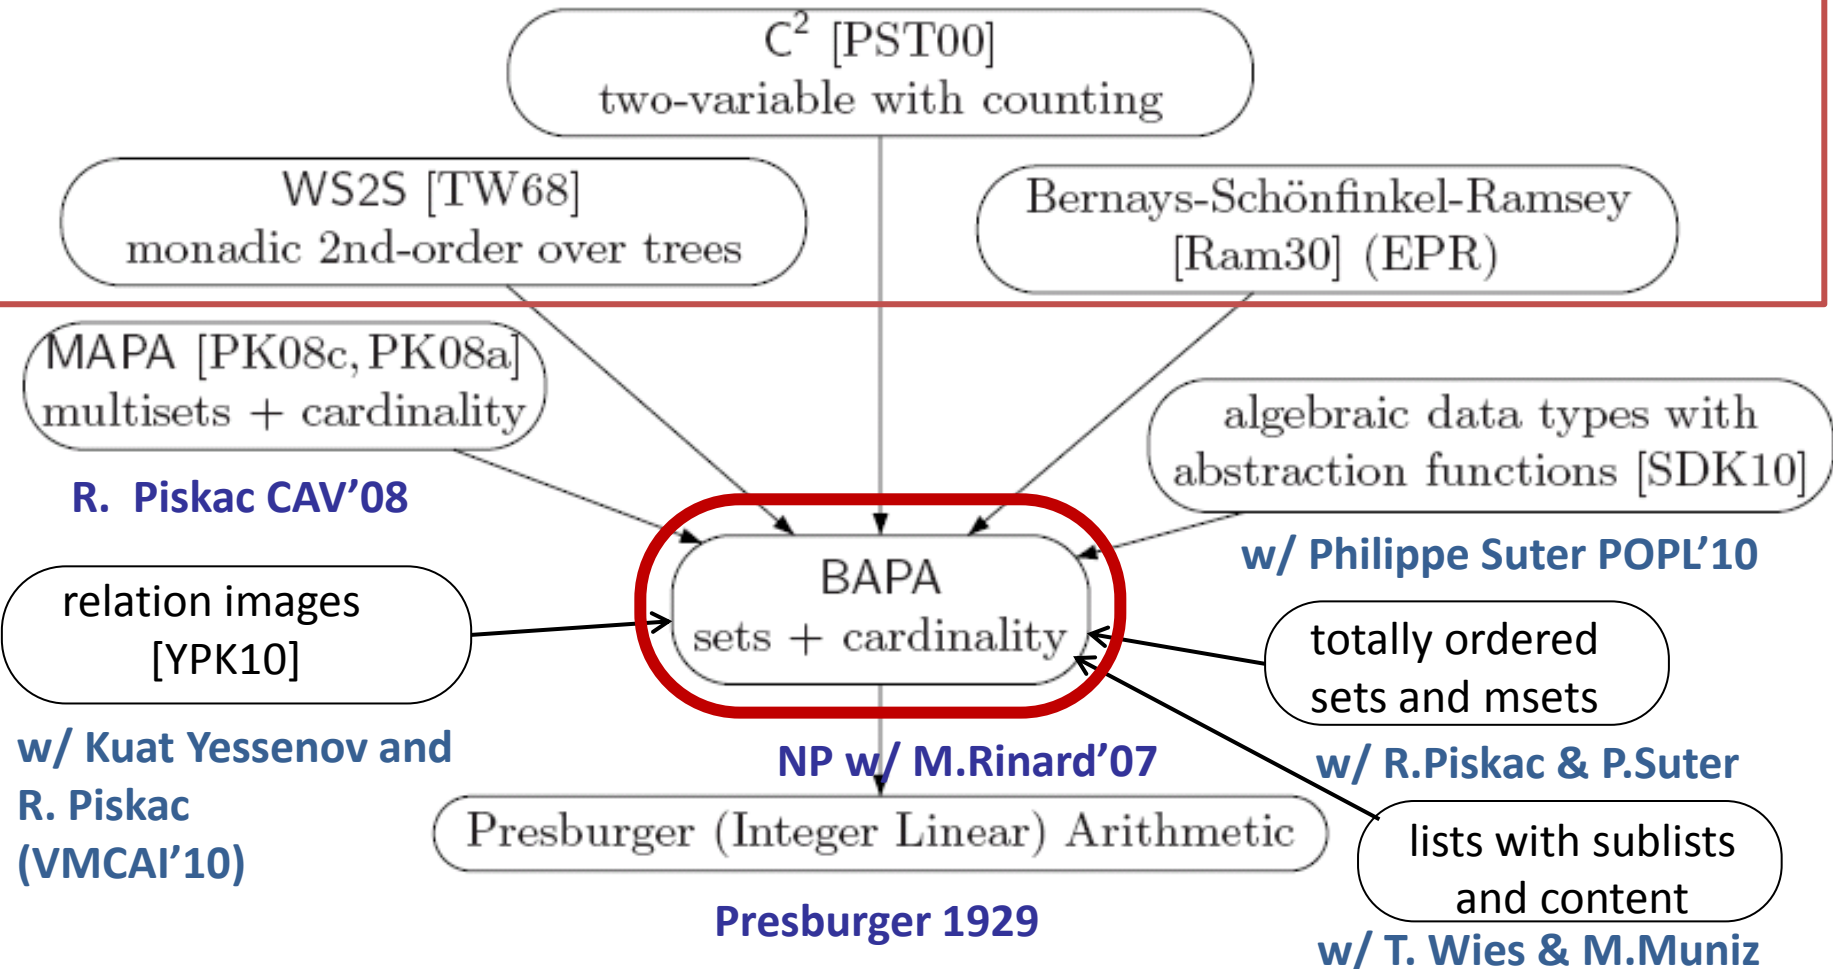 C² [PST00]
two-variable with counting
WS2S [TW68]
monadic 2nd-order over trees
Bernays-Schönfinkel-Ramsey
[Ram30] (EPR)
MAPA [PK08c, PK08a]
multisets + cardinality
R. Piskac CAV’08
algebraic data types with
abstraction functions [SDK10]
w/ Philippe Suter POPL’10
BAPA
sets + cardinality
relation images
[YPK10]
w/ Kuat Yessenov and
R. Piskac
(VMCAI’10)
totally ordered
sets and msets
w/ R.Piskac & P.Suter
NP w/ M.Rinard’07
Presburger (Integer Linear) Arithmetic
Presburger 1929
lists with sublists
and content
w/ T. Wies & M.Muniz